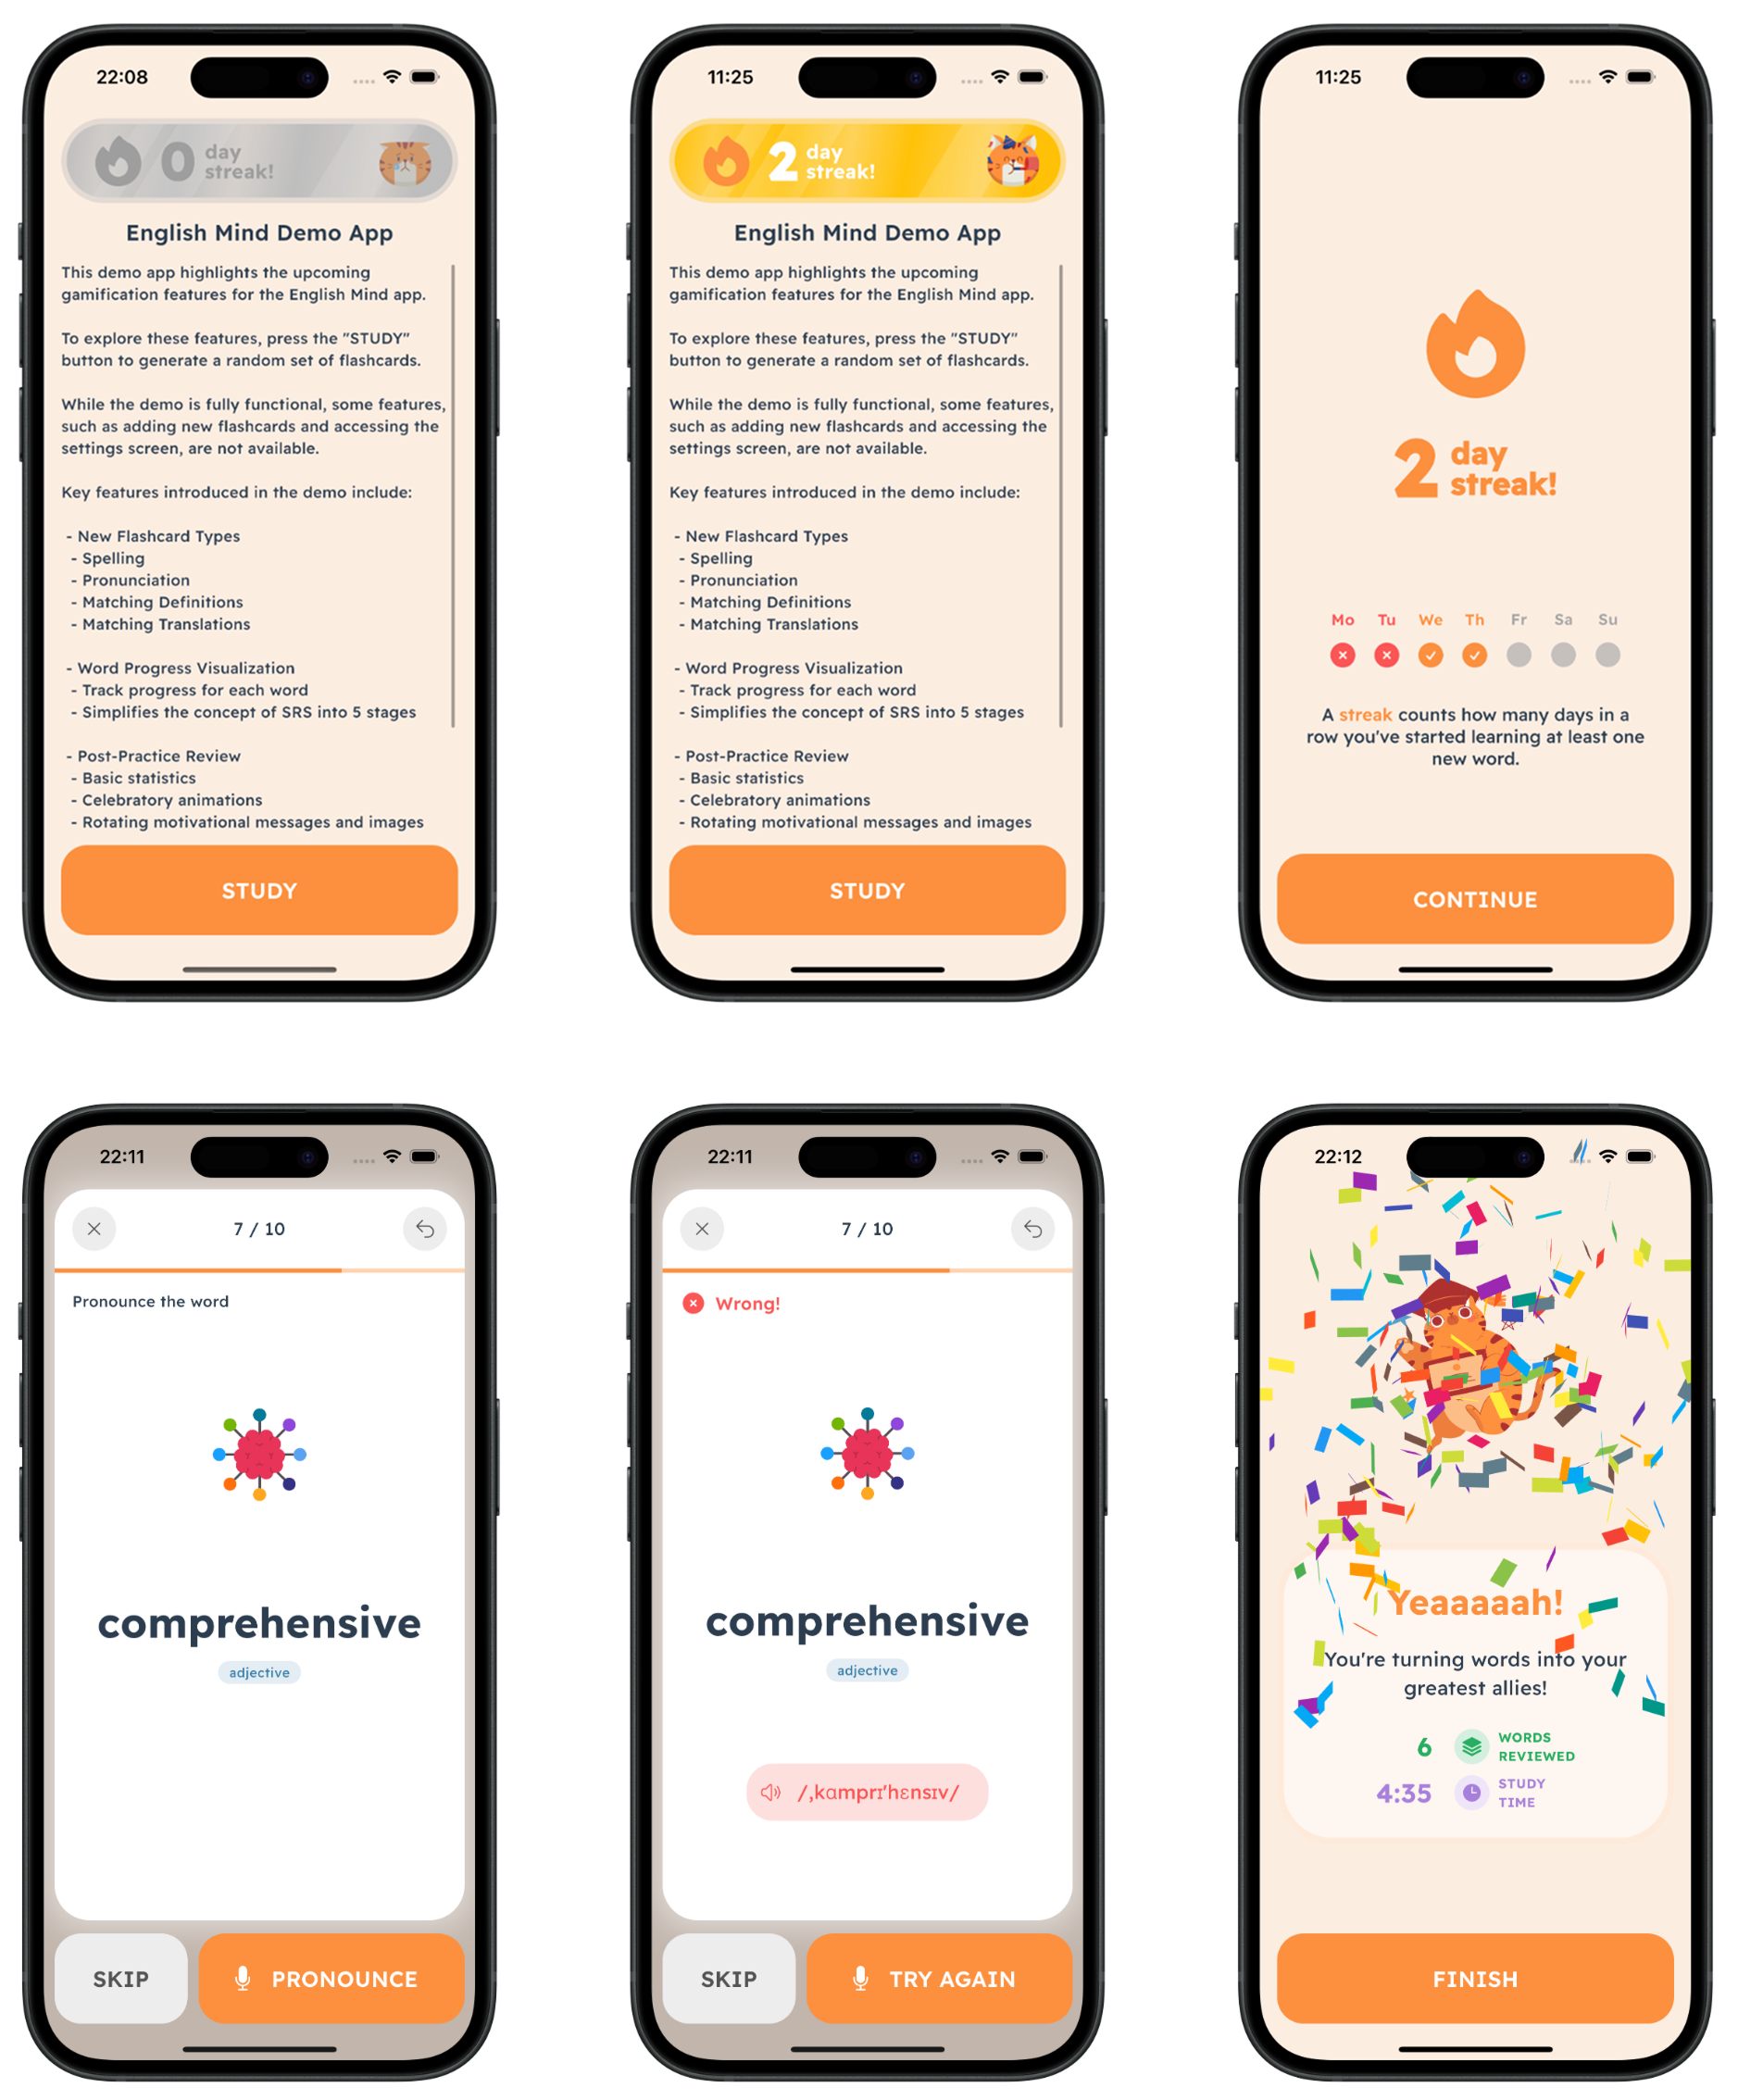 22:08
0 day
streak!
English Mind Demo App
This demo app highlights the upcoming
gamification features for the English Mind app.
To explore these features, press the "STUDY"
button to generate a random set of flashcards.
While the demo is fully functional, some features,
such as adding new flashcards and accessing the
settings screen, are not available.
Key features introduced in the demo include:
- New Flashcard Types
- Spelling
- Pronunciation
- Matching Definitions
- Matching Translations
- Word Progress Visualization
- Track progress for each word
- Simplifies the concept of SRS into 5 stages
- Post-Practice Review
- Basic statistics
- Celebratory animations
- Rotating motivational messages and images
STUDY
11:25
2 day
streak!
English Mind Demo App
This demo app highlights the upcoming
gamification features for the English Mind app.
To explore these features, press the "STUDY"
button to generate a random set of flashcards.
While the demo is fully functional, some features,
such as adding new flashcards and accessing the
settings screen, are not available.
Key features introduced in the demo include:
- New Flashcard Types
- Spelling
- Pronunciation
- Matching Definitions
- Matching Translations
- Word Progress Visualization
- Track progress for each word
- Simplifies the concept of SRS into 5 stages
- Post-Practice Review
- Basic statistics
- Celebratory animations
- Rotating motivational messages and images
STUDY
11:25
2 day
streak!
Mo Tu We Th Fr Sa Su
A streak counts how many days in a
row you've started learning at least one
new word.
CONTINUE
22:11
7 / 10
Pronounce the word
comprehensive
adjective
SKIP PRONOUNCE
22:11
7 / 10
Wrong!
comprehensive
adjective
/ˌkɑmprɪˈhɛnsɪv/
SKIP TRY AGAIN
22:12
Yeaaaaah!
You're turning words into your
greatest allies!
6 WORDS
REVIEWED
4:35 STUDY
TIME
FINISH